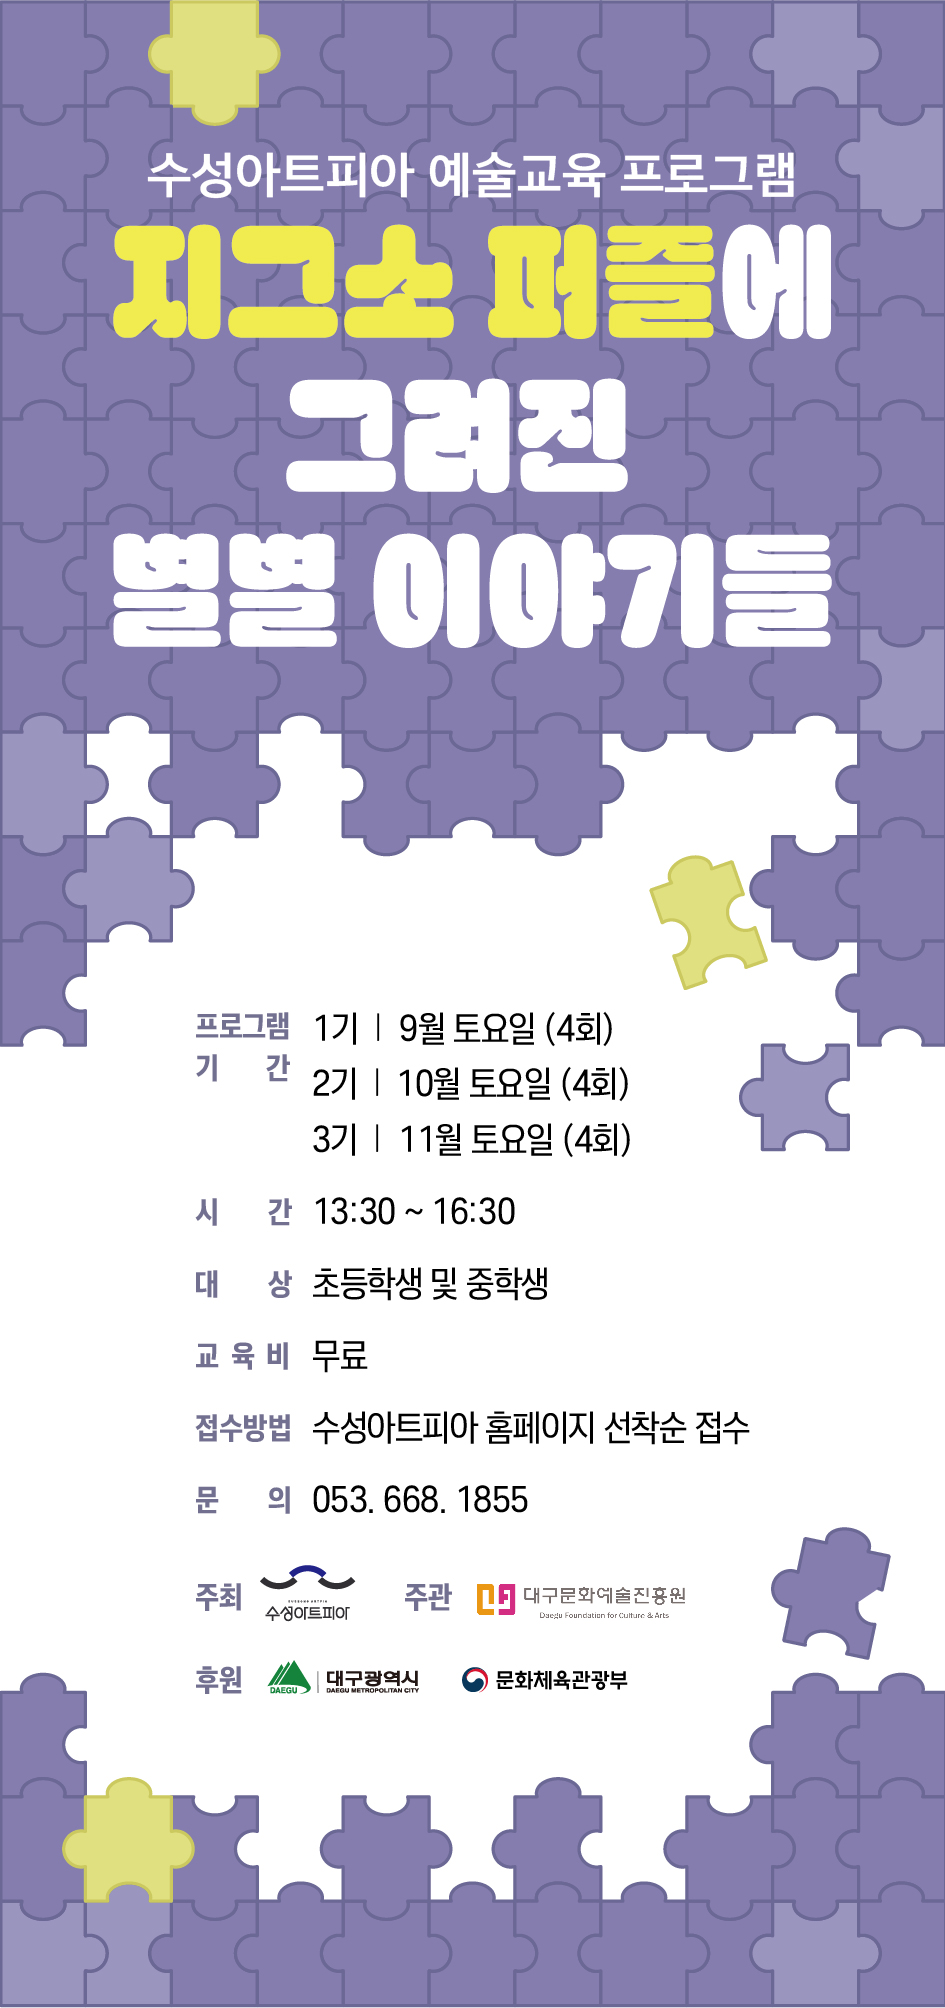 수성아트피아 예술교육 프로그램
지그소 퍼즐에
그려진
별별 이야기들
프로그램 기 간 1기 | 9월 토요일 (4회)
2기 | 10월 토요일 (4회)
3기 | 11월 토요일 (4회)
시 간 13:30 ~ 16:30
대 상 초등학생 및 중학생
교 육 비 무료
접수방법 수성아트피아 홈페이지 선착순 접수
문 의 053. 668. 1855
주최 SUSEONG ARTPIA 수성아트피아 주관 대구문화예술진흥원 Daegu Foundation for Culture & Arts
후원 DAEGU 대구광역시 DAEGU METROPOLITAN CITY 문화체육관광부